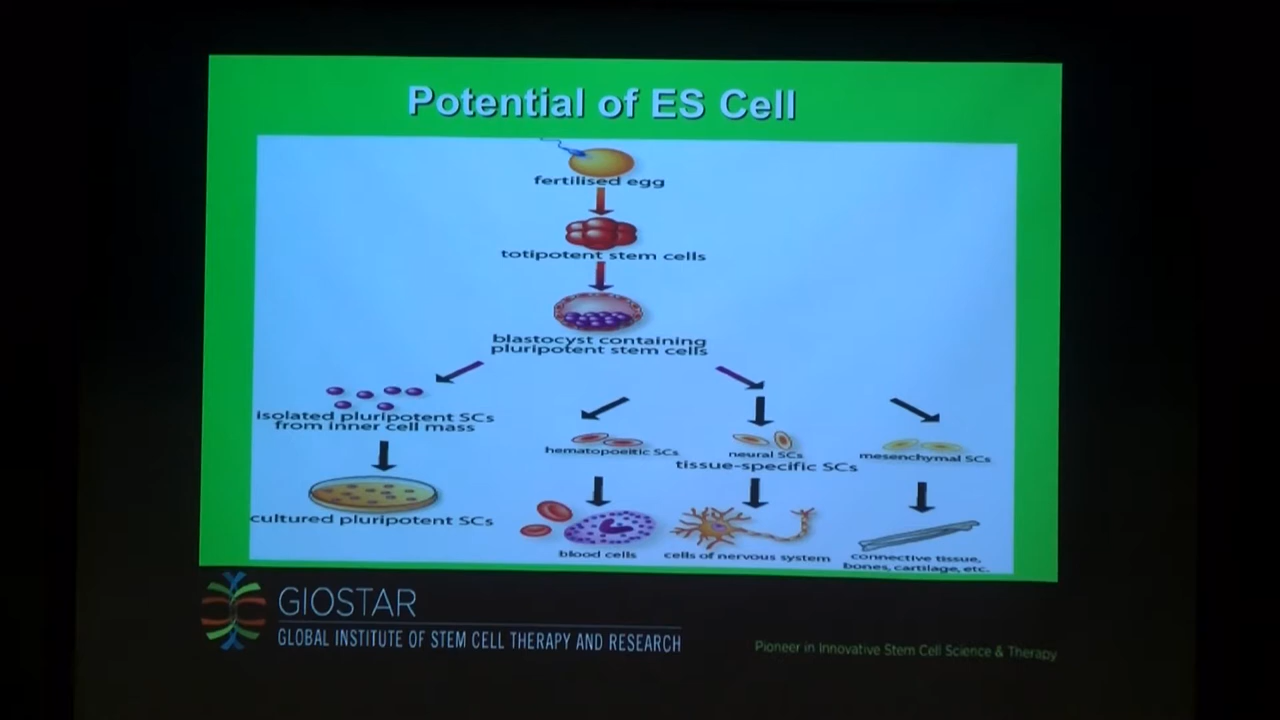 Potential of ES Cell
fertilised egg
totipotent stem cells
blastocyst containing
pluripotent stem cells
isolated pluripotent SCs
from inner cell mass
cultured pluripotent SCs
hematopoeitic SCs
neural SCs
mesenchymal SCs
tissue-specific SCs
blood cells
cells of nervous system
connective tissue,
bones, cartilage, etc.
GIOSTAR
GLOBAL INSTITUTE OF STEM CELL THERAPY AND RESEARCH
Pioneer in Innovative Stem Cell Science & Therapy